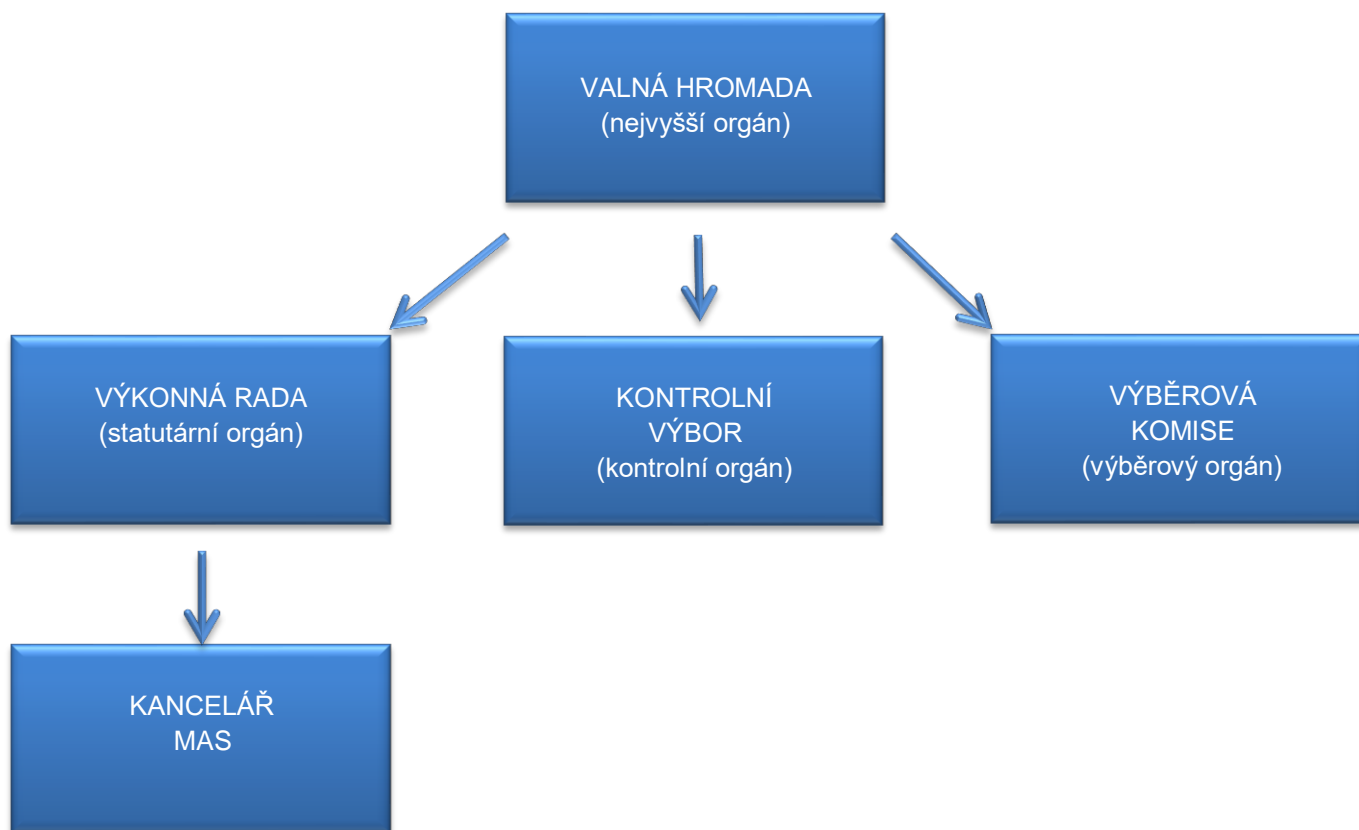 VALNÁ HROMADA
(nejvyšší orgán)
VÝKONNÁ RADA
(statutární orgán)
KONTROLNÍ
VÝBOR
(kontrolní orgán)
VÝBĚROVÁ
KOMISE
(výběrový orgán)
KANCELÁŘ
MAS